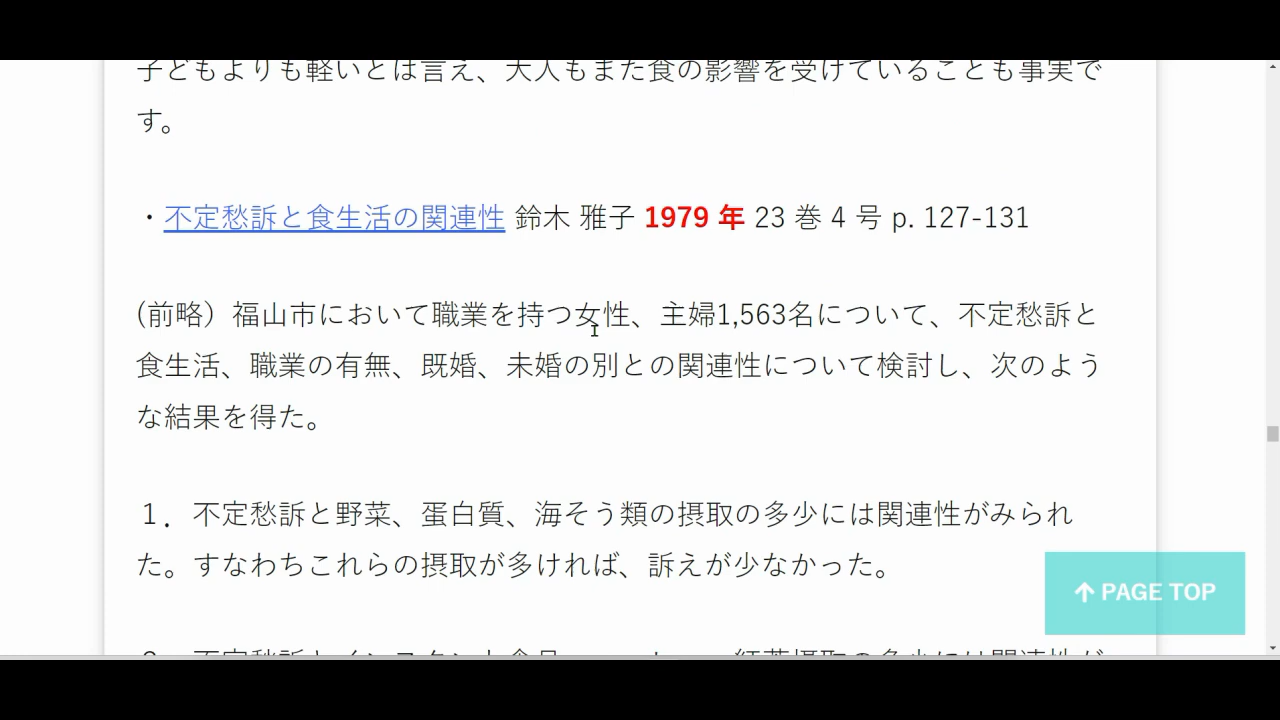 子どもよりも軽いとは言え、大人もまた食の影響を受けていることも事実で
す。
・不定愁訴と食生活の関連性 鈴木 雅子 1979 年 23 巻 4 号 p. 127-131
(前略）福山市において職業を持つ女性、主婦1,563名について、不定愁訴と
食生活、職業の有無、既婚、未婚の別との関連性について検討し、次のよう
な結果を得た。
１．不定愁訴と野菜、蛋白質、海そう類の摂取の多少には関連性がみられ
た。すなわちこれらの摂取が多ければ、訴えが少なかった。
↑ PAGE TOP